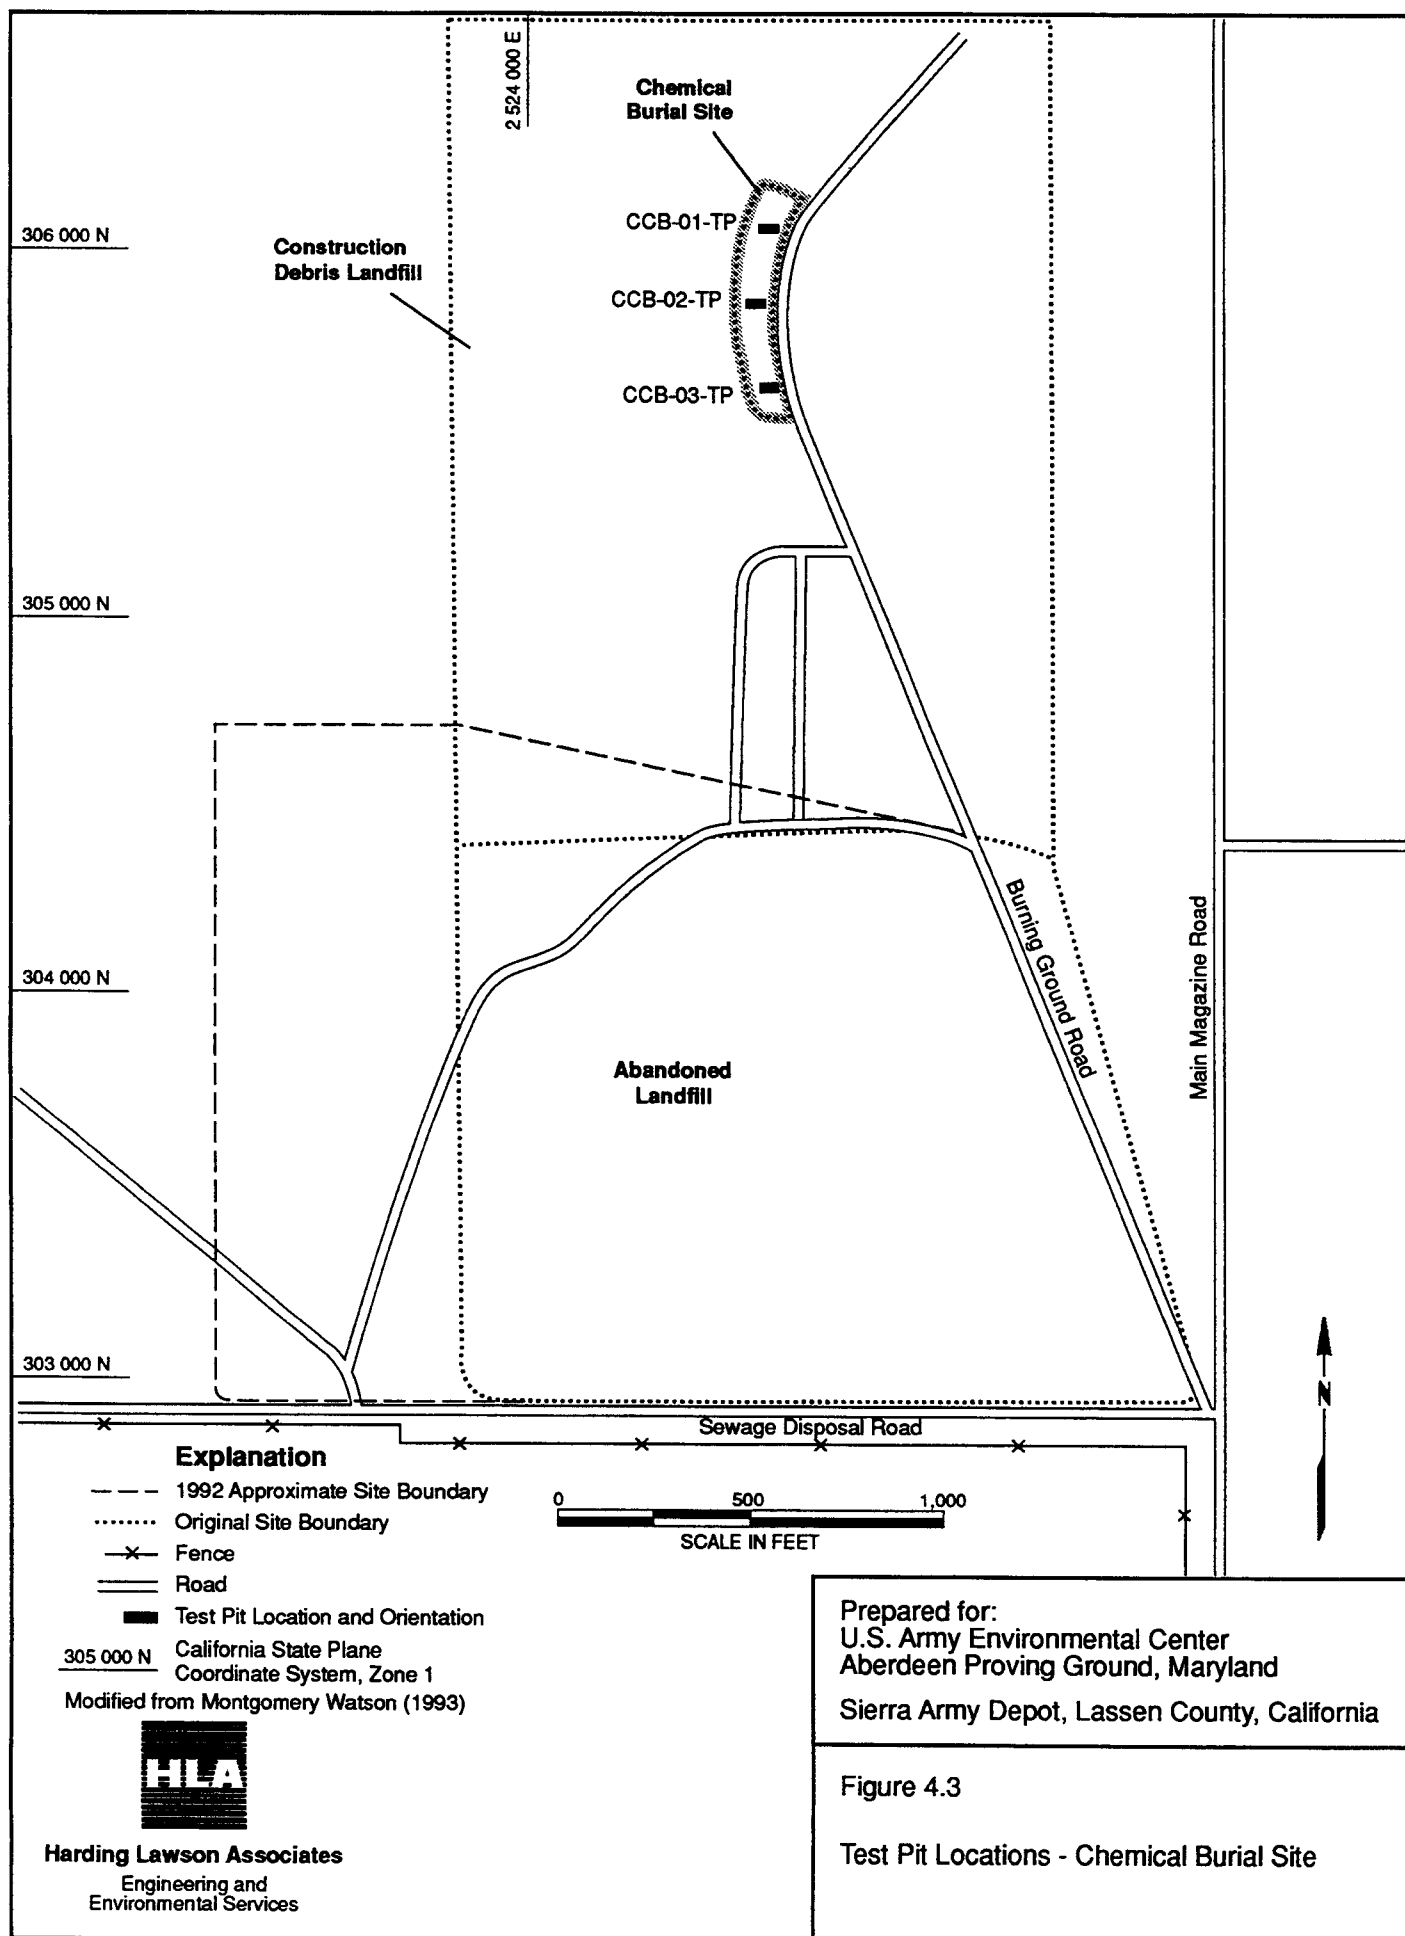 2 524 000 E
Chemical
Burial Site
CCB-01-TP
306 000 N
Construction
Debris Landfill
CCB-02-TP
CCB-03-TP
305 000 N
Burning Ground Road
Main Magazine Road
304 000 N
Abandoned
Landfill
303 000 N
N
Sewage Disposal Road
Explanation
1992 Approximate Site Boundary
Original Site Boundary
Fence
Road
Test Pit Location and Orientation
305 000 N
California State Plane
Coordinate System, Zone 1
Modified from Montgomery Watson (1993)
0 500 1,000
SCALE IN FEET
HLA
Harding Lawson Associates
Engineering and
Environmental Services
Prepared for:
U.S. Army Environmental Center
Aberdeen Proving Ground, Maryland
Sierra Army Depot, Lassen County, California
Figure 4.3
Test Pit Locations - Chemical Burial Site